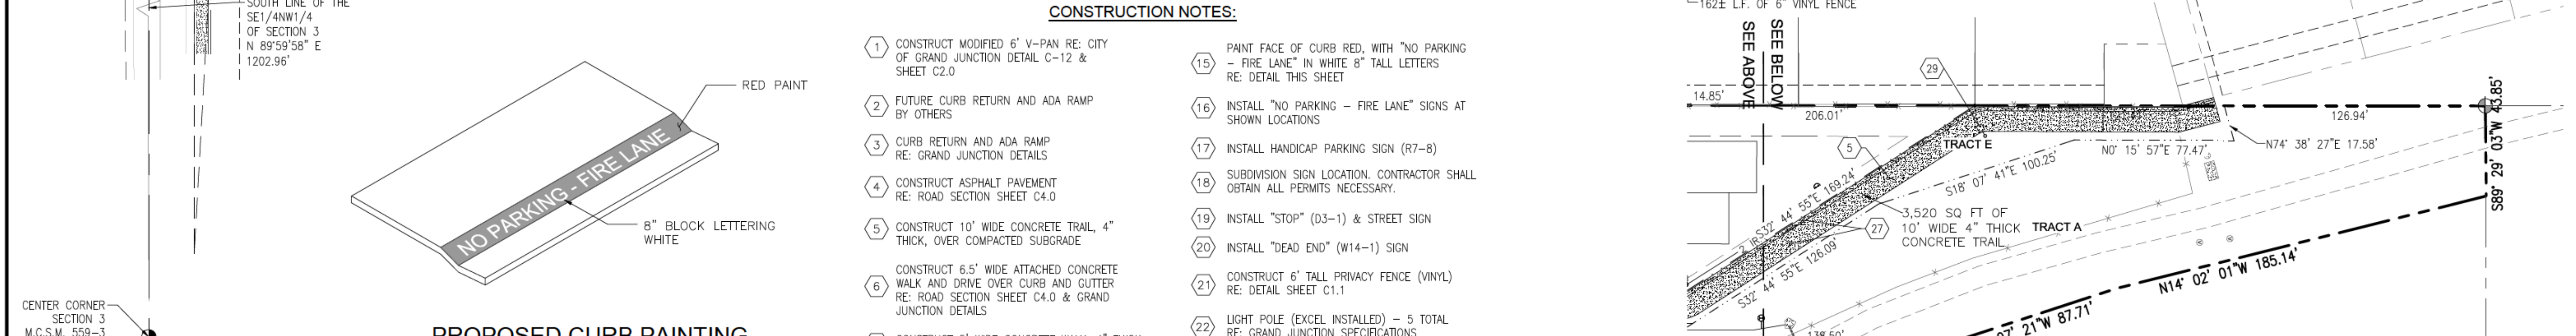 SOUTH LINE OF THE
SE1/4NW1/4
OF SECTION 3
N 89°59'58" E
1202.96'
CENTER CORNER
SECTION 3
M.C.S.M. 559-3
RED PAINT
NO PARKING - FIRE LANE
8" BLOCK LETTERING
WHITE
PROPOSED CURB PAINTING
CONSTRUCTION NOTES:
1 CONSTRUCT MODIFIED 6' V-PAN RE: CITY
OF GRAND JUNCTION DETAIL C-12 &
SHEET C2.0
2 FUTURE CURB RETURN AND ADA RAMP
BY OTHERS
3 CURB RETURN AND ADA RAMP
RE: GRAND JUNCTION DETAILS
4 CONSTRUCT ASPHALT PAVEMENT
RE: ROAD SECTION SHEET C4.0
5 CONSTRUCT 10' WIDE CONCRETE TRAIL, 4"
THICK, OVER COMPACTED SUBGRADE
6 CONSTRUCT 6.5' WIDE ATTACHED CONCRETE
WALK AND DRIVE OVER CURB AND GUTTER
RE: ROAD SECTION SHEET C4.0 & GRAND
JUNCTION DETAILS
15 PAINT FACE OF CURB RED, WITH "NO PARKING
- FIRE LANE" IN WHITE 8" TALL LETTERS
RE: DETAIL THIS SHEET
16 INSTALL "NO PARKING - FIRE LANE" SIGNS AT
SHOWN LOCATIONS
17 INSTALL HANDICAP PARKING SIGN (R7-8)
18 SUBDIVISION SIGN LOCATION. CONTRACTOR SHALL
OBTAIN ALL PERMITS NECESSARY.
19 INSTALL "STOP" (D3-1) & STREET SIGN
20 INSTALL "DEAD END" (W14-1) SIGN
21 CONSTRUCT 6' TALL PRIVACY FENCE (VINYL)
RE: DETAIL SHEET C1.1
22 LIGHT POLE (EXCEL INSTALLED) - 5 TOTAL
RE: GRAND JUNCTION SPECIFICATIONS
162± L.F. OF 6" VINYL FENCE
SEE ABOVE
SEE BELOW
29
14.85'
206.01'
126.94'
S89° 29' 03"W 43.85'
TRACT E
N0° 15' 57"E 77.47'
N74° 38' 27"E 17.58'
5
S18° 07' 41"E 100.25'
S32° 44' 55"E 169.24'
3,520 SQ FT OF
10' WIDE 4" THICK
CONCRETE TRAIL
27
TRACT A
S32° 44' 55"E 126.09'
N14° 02' 01"W 185.14'
21"W 87.71'
138.50'